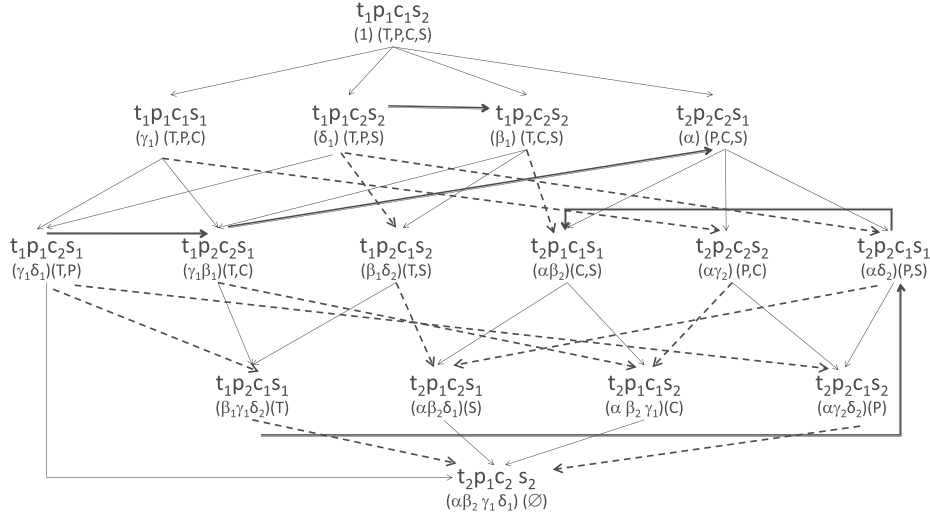 t₁p₁c₁s₂
(1) (T,P,C,S)
t₁p₁c₁s₁
(γ₁) (T,P,C)
t₁p₁c₂s₂
(δ₁) (T,P,S)
t₁p₂c₂s₂
(β₁) (T,C,S)
t₂p₂c₂s₁
(α) (P,C,S)
t₁p₁c₂s₁
(γ₁δ₁)(T,P)
t₁p₂c₂s₁
(γ₁β₁)(T,C)
t₁p₂c₁s₂
(β₁δ₂)(T,S)
t₂p₁c₁s₁
(αβ₂)(C,S)
t₂p₂c₂s₂
(αγ₂) (P,C)
t₂p₂c₁s₁
(αδ₂)(P,S)
t₁p₂c₁s₁
(β₁γ₁δ₂)(T)
t₂p₁c₂s₁
(αβ₂δ₁)(S)
t₂p₁c₁s₂
(α β₂ γ₁)(C)
t₂p₂c₁s₂
(αγ₂δ₂)(P)
t₂p₁c₂ s₂
(αβ₂ γ₁ δ₁) (∅)